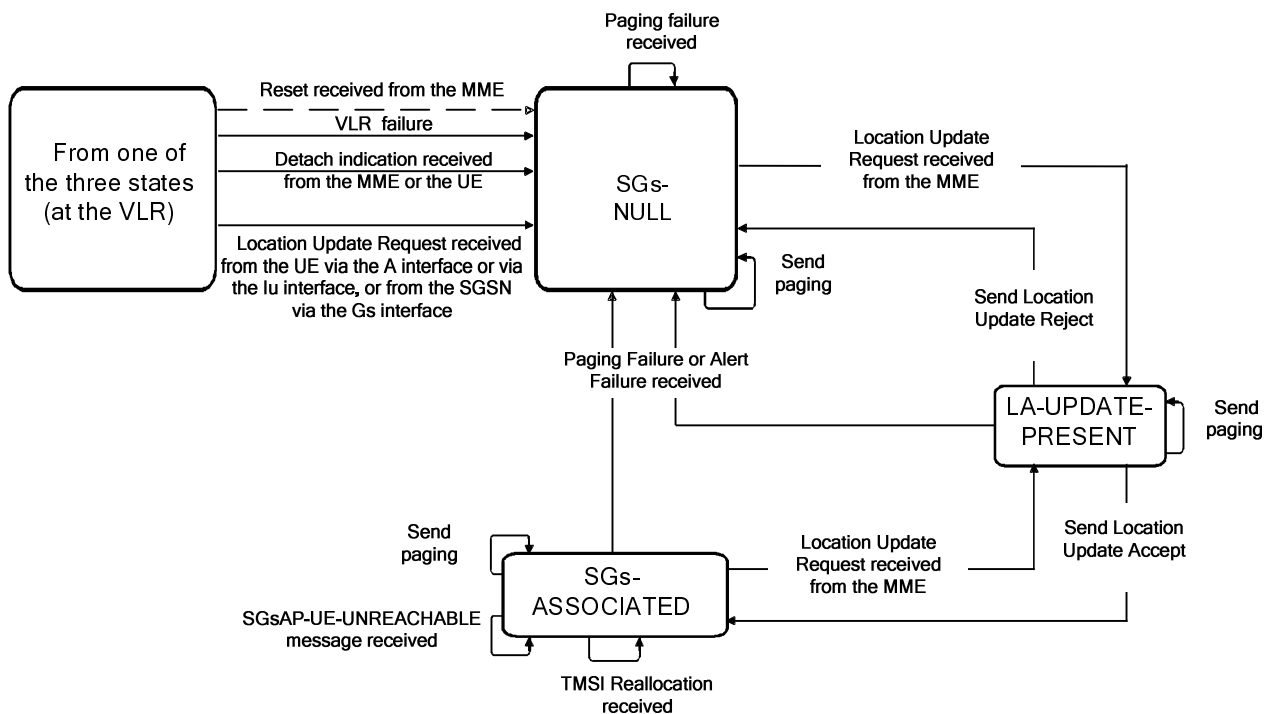 Paging failure
received
Reset received from the MME
VLR failure
Detach indication received
from the MME or the UE
Location Update Request received
from the UE via the A interface or via
the Iu interface, or from the SGSN
via the Gs interface
From one of
the three states
(at the VLR)
SGs-
NULL
Location Update
Request received
from the MME
Send
paging
Send Location
Update Reject
Paging Failure or Alert
Failure received
LA-UPDATE-
PRESENT
Send
paging
Send
paging
SGs-
ASSOCIATED
Location Update
Request received
from the MME
Send Location
Update Accept
SGsAP-UE-UNREACHABLE
message received
TMSI Reallocation
received